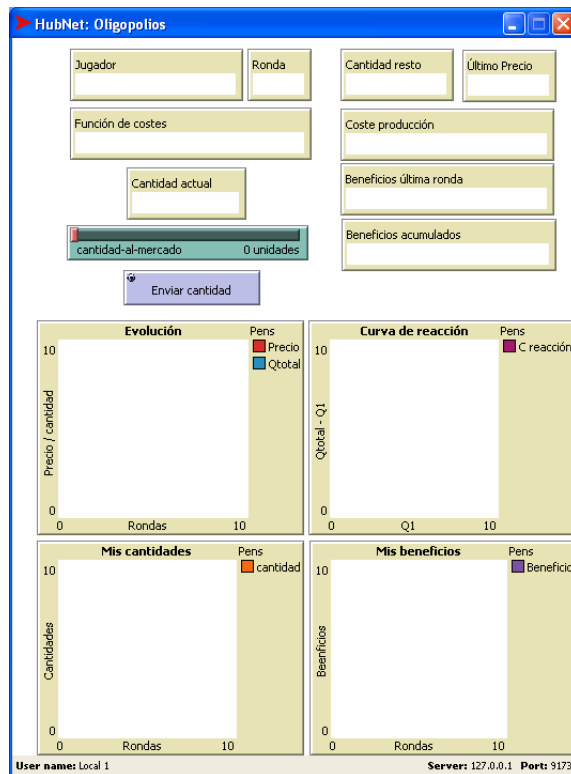 HubNet: Oligopolios
Jugador
Ronda
Cantidad resto
Último Precio
Función de costes
Coste producción
Cantidad actual
Beneficios última ronda
cantidad-al-mercado 0 unidades
Beneficios acumulados
Enviar cantidad
Evolución
Pens
Precio
Qtotal
10
Precio / cantidad
0
0 Rondas 10
Curva de reacción
Pens
C reacción
10
Qtotal - Q1
0
0 Q1 10
Mis cantidades
Pens
cantidad
10
Cantidades
0
0 Rondas 10
Mis beneficios
Pens
Beneficio
10
Beenficios
0
0 Rondas 10
User name: Local 1
Server: 127.0.0.1 Port: 9173